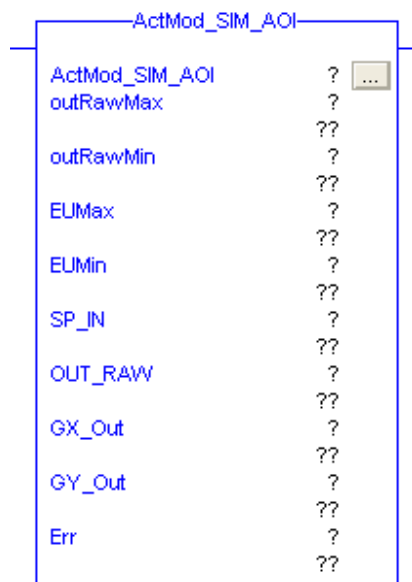 ActMod_SIM_AOI
ActMod_SIM_AOI ? ...
outRawMax ?
??
outRawMin ?
??
EUMax ?
??
EUMin ?
??
SP_IN ?
??
OUT_RAW ?
??
GX_Out ?
??
GY_Out ?
??
Err ?
??